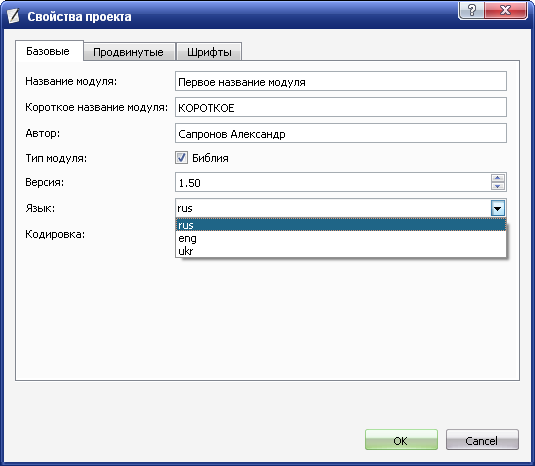 Свойства проекта
Базовые Продвинутые Шрифты
Название модуля: Первое название модуля
Короткое название модуля: КОРОТКОЕ
Автор: Сапронов Александр
Тип модуля: Библия
Версия: 1.50
Язык: rus
rus
Кодировка: eng
ukr
OK Cancel